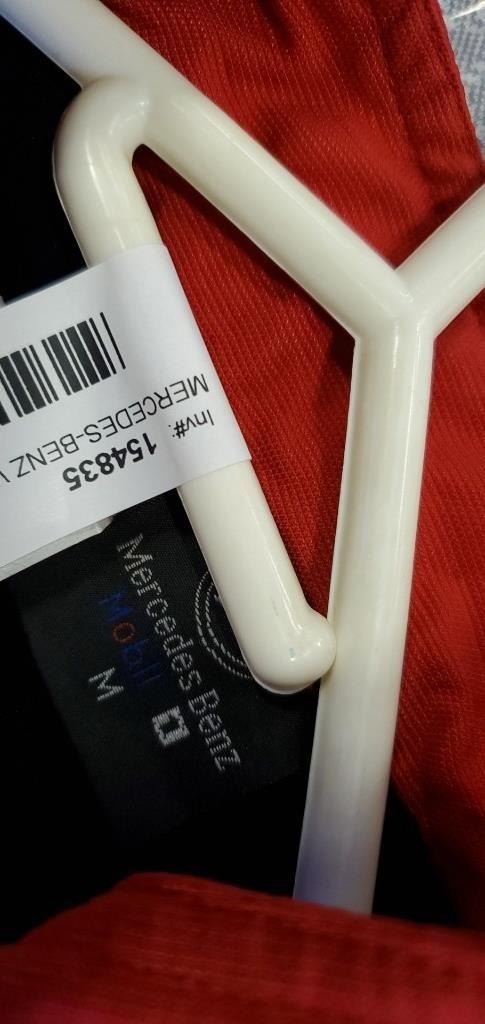 Inv#:
154835
MERCEDES-BENZ
Mercedes Benz
Mobil
M